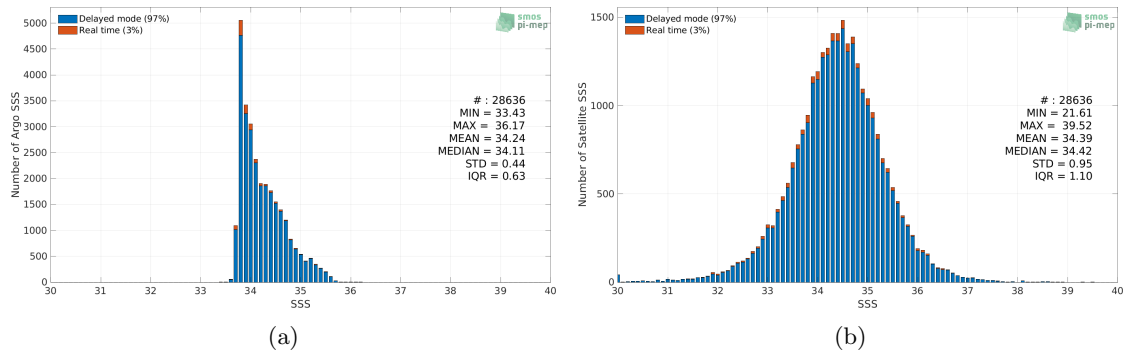 Delayed mode (97%)
Real time (3%)
smos
pi-mep
# : 28636
MIN = 33.43
MAX = 36.17
MEAN = 34.24
MEDIAN = 34.11
STD = 0.44
IQR = 0.63
Number of Argo SSS
5000
4500
4000
3500
3000
2500
2000
1500
1000
500
0
30 31 32 33 34 35 36 37 38 39 40
SSS
(a)
Delayed mode (97%)
Real time (3%)
smos
pi-mep
# : 28636
MIN = 21.61
MAX = 39.52
MEAN = 34.39
MEDIAN = 34.42
STD = 0.95
IQR = 1.10
Number of Satellite SSS
1500
1000
500
0
30 31 32 33 34 35 36 37 38 39 40
SSS
(b)